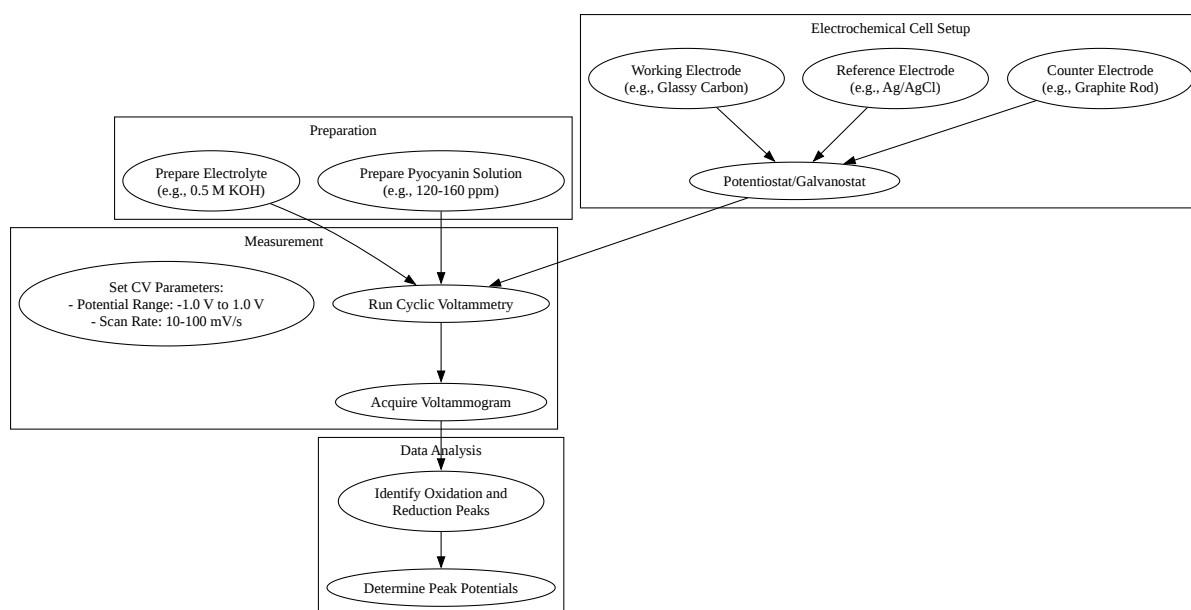 Electrochemical Cell Setup
Working Electrode
(e.g., Glassy Carbon)
Reference Electrode
(e.g., Ag/AgCl)
Counter Electrode
(e.g., Graphite Rod)
Potentiostat/Galvanostat
Preparation
Prepare Electrolyte
(e.g., 0.5 M KOH)
Prepare Pyocyanin Solution
(e.g., 120-160 ppm)
Measurement
Set CV Parameters:
- Potential Range: -1.0 V to 1.0 V
- Scan Rate: 10-100 mV/s
Run Cyclic Voltammetry
Acquire Voltammogram
Data Analysis
Identify Oxidation and
Reduction Peaks
Determine Peak Potentials